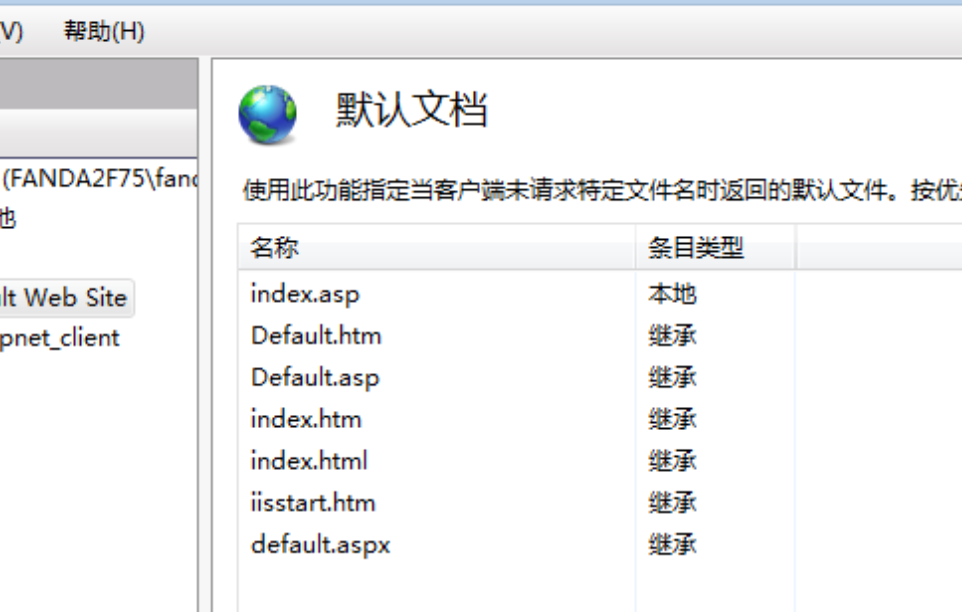 V) 帮助(H)
默认文档
(FANDA2F75\fand
使用此功能指定当客户端未请求特定文件名时返回的默认文件。按优
地
名称 条目类型
index.asp 本地
lt Web Site
Default.htm 继承
pnet_client
Default.asp 继承
index.htm 继承
index.html 继承
iisstart.htm 继承
default.aspx 继承